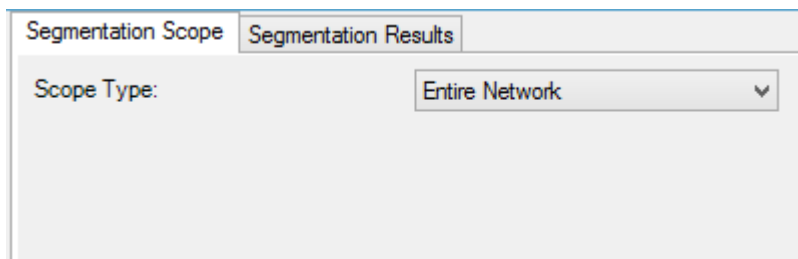 Segmentation Scope Segmentation Results
Scope Type: Entire Network